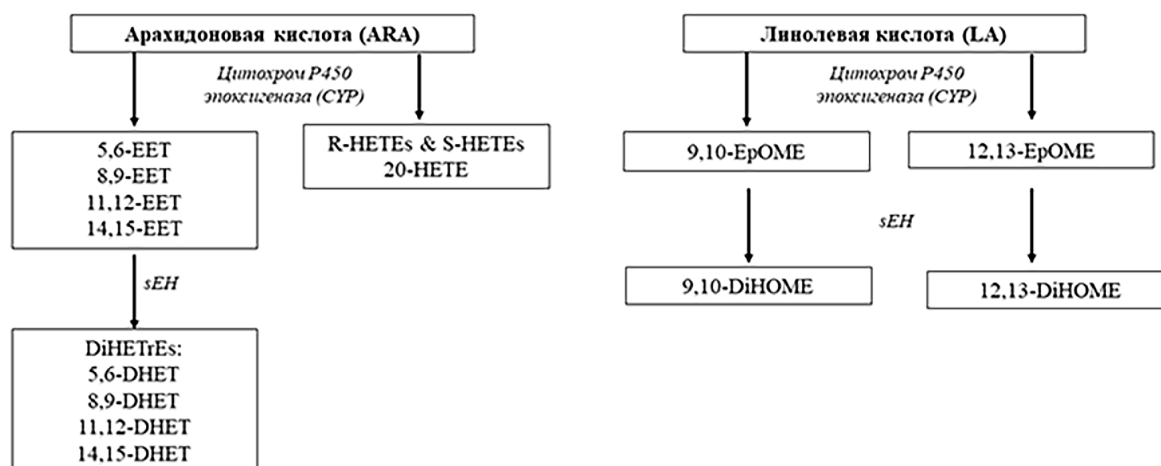 Арахидоновая кислота (ARA)
Цитохром P450
эпоксигеназа (CYP)
5,6-EET
8,9-EET
11,12-EET
14,15-EET
R-HETEs & S-HETEs
20-HETE
sEH
DiHETrEs:
5,6-DHET
8,9-DHET
11,12-DHET
14,15-DHET
Линолевая кислота (LA)
Цитохром P450
эпоксигеназа (CYP)
9,10-EpOME
12,13-EpOME
sEH
9,10-DiHOME
12,13-DiHOME